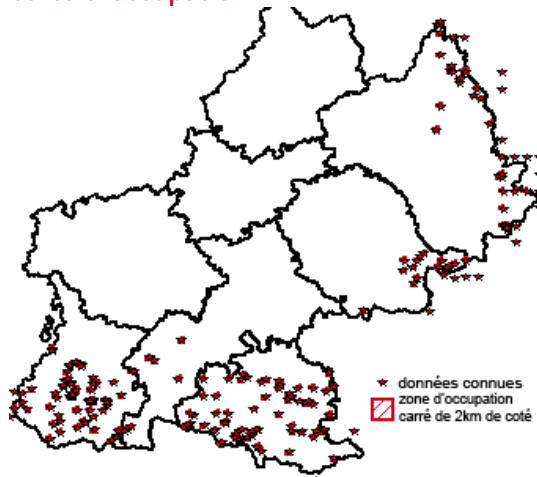 données connues
zone d'occupation
carré de 2km de coté